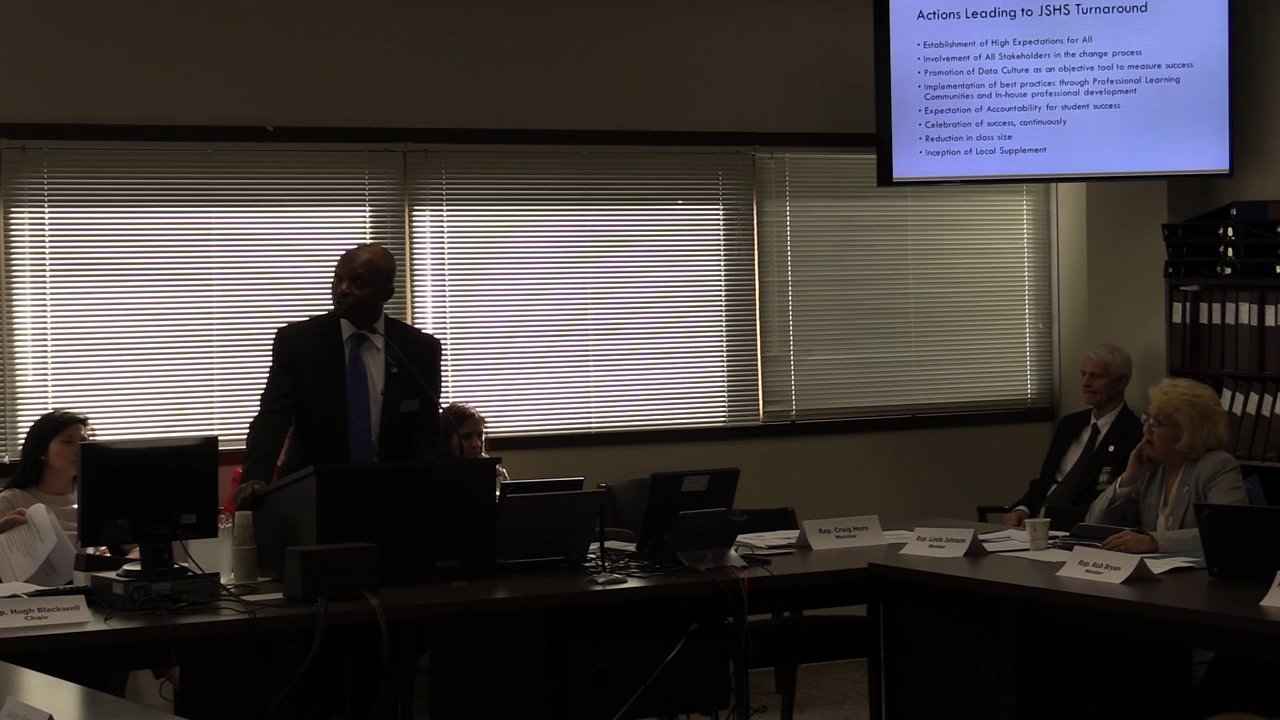 Actions Leading to JSHS Turnaround
• Establishment of High Expectations for All
• Involvement of All Stakeholders in the change process
• Promotion of Data Culture as an objective tool to measure success
• Implementation of best practices through Professional Learning
Communities and In-house professional development
• Expectation of Accountability for student success
• Celebration of success, continuously
• Reduction in class size
• Inception of Local Supplement
Rep. Craig Horn
Member
Rep. Linda Johnson
Member
Rep. Rob Bryan
Member
p. Hugh Blackwell
Chair